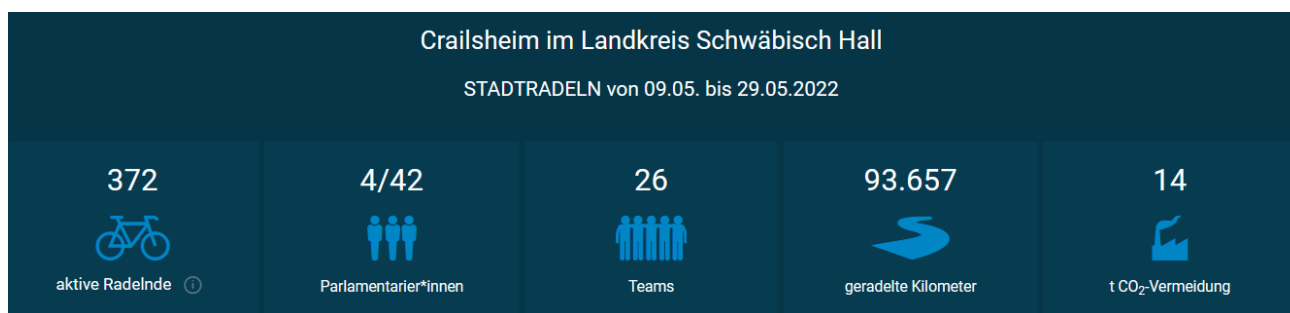 Crailsheim im Landkreis Schwäbisch Hall
STADTRADELN von 09.05. bis 29.05.2022
372
aktive Radelnde
4/42
Parlamentarier*innen
26
Teams
93.657
geradelte Kilometer
14
t CO₂-Vermeidung